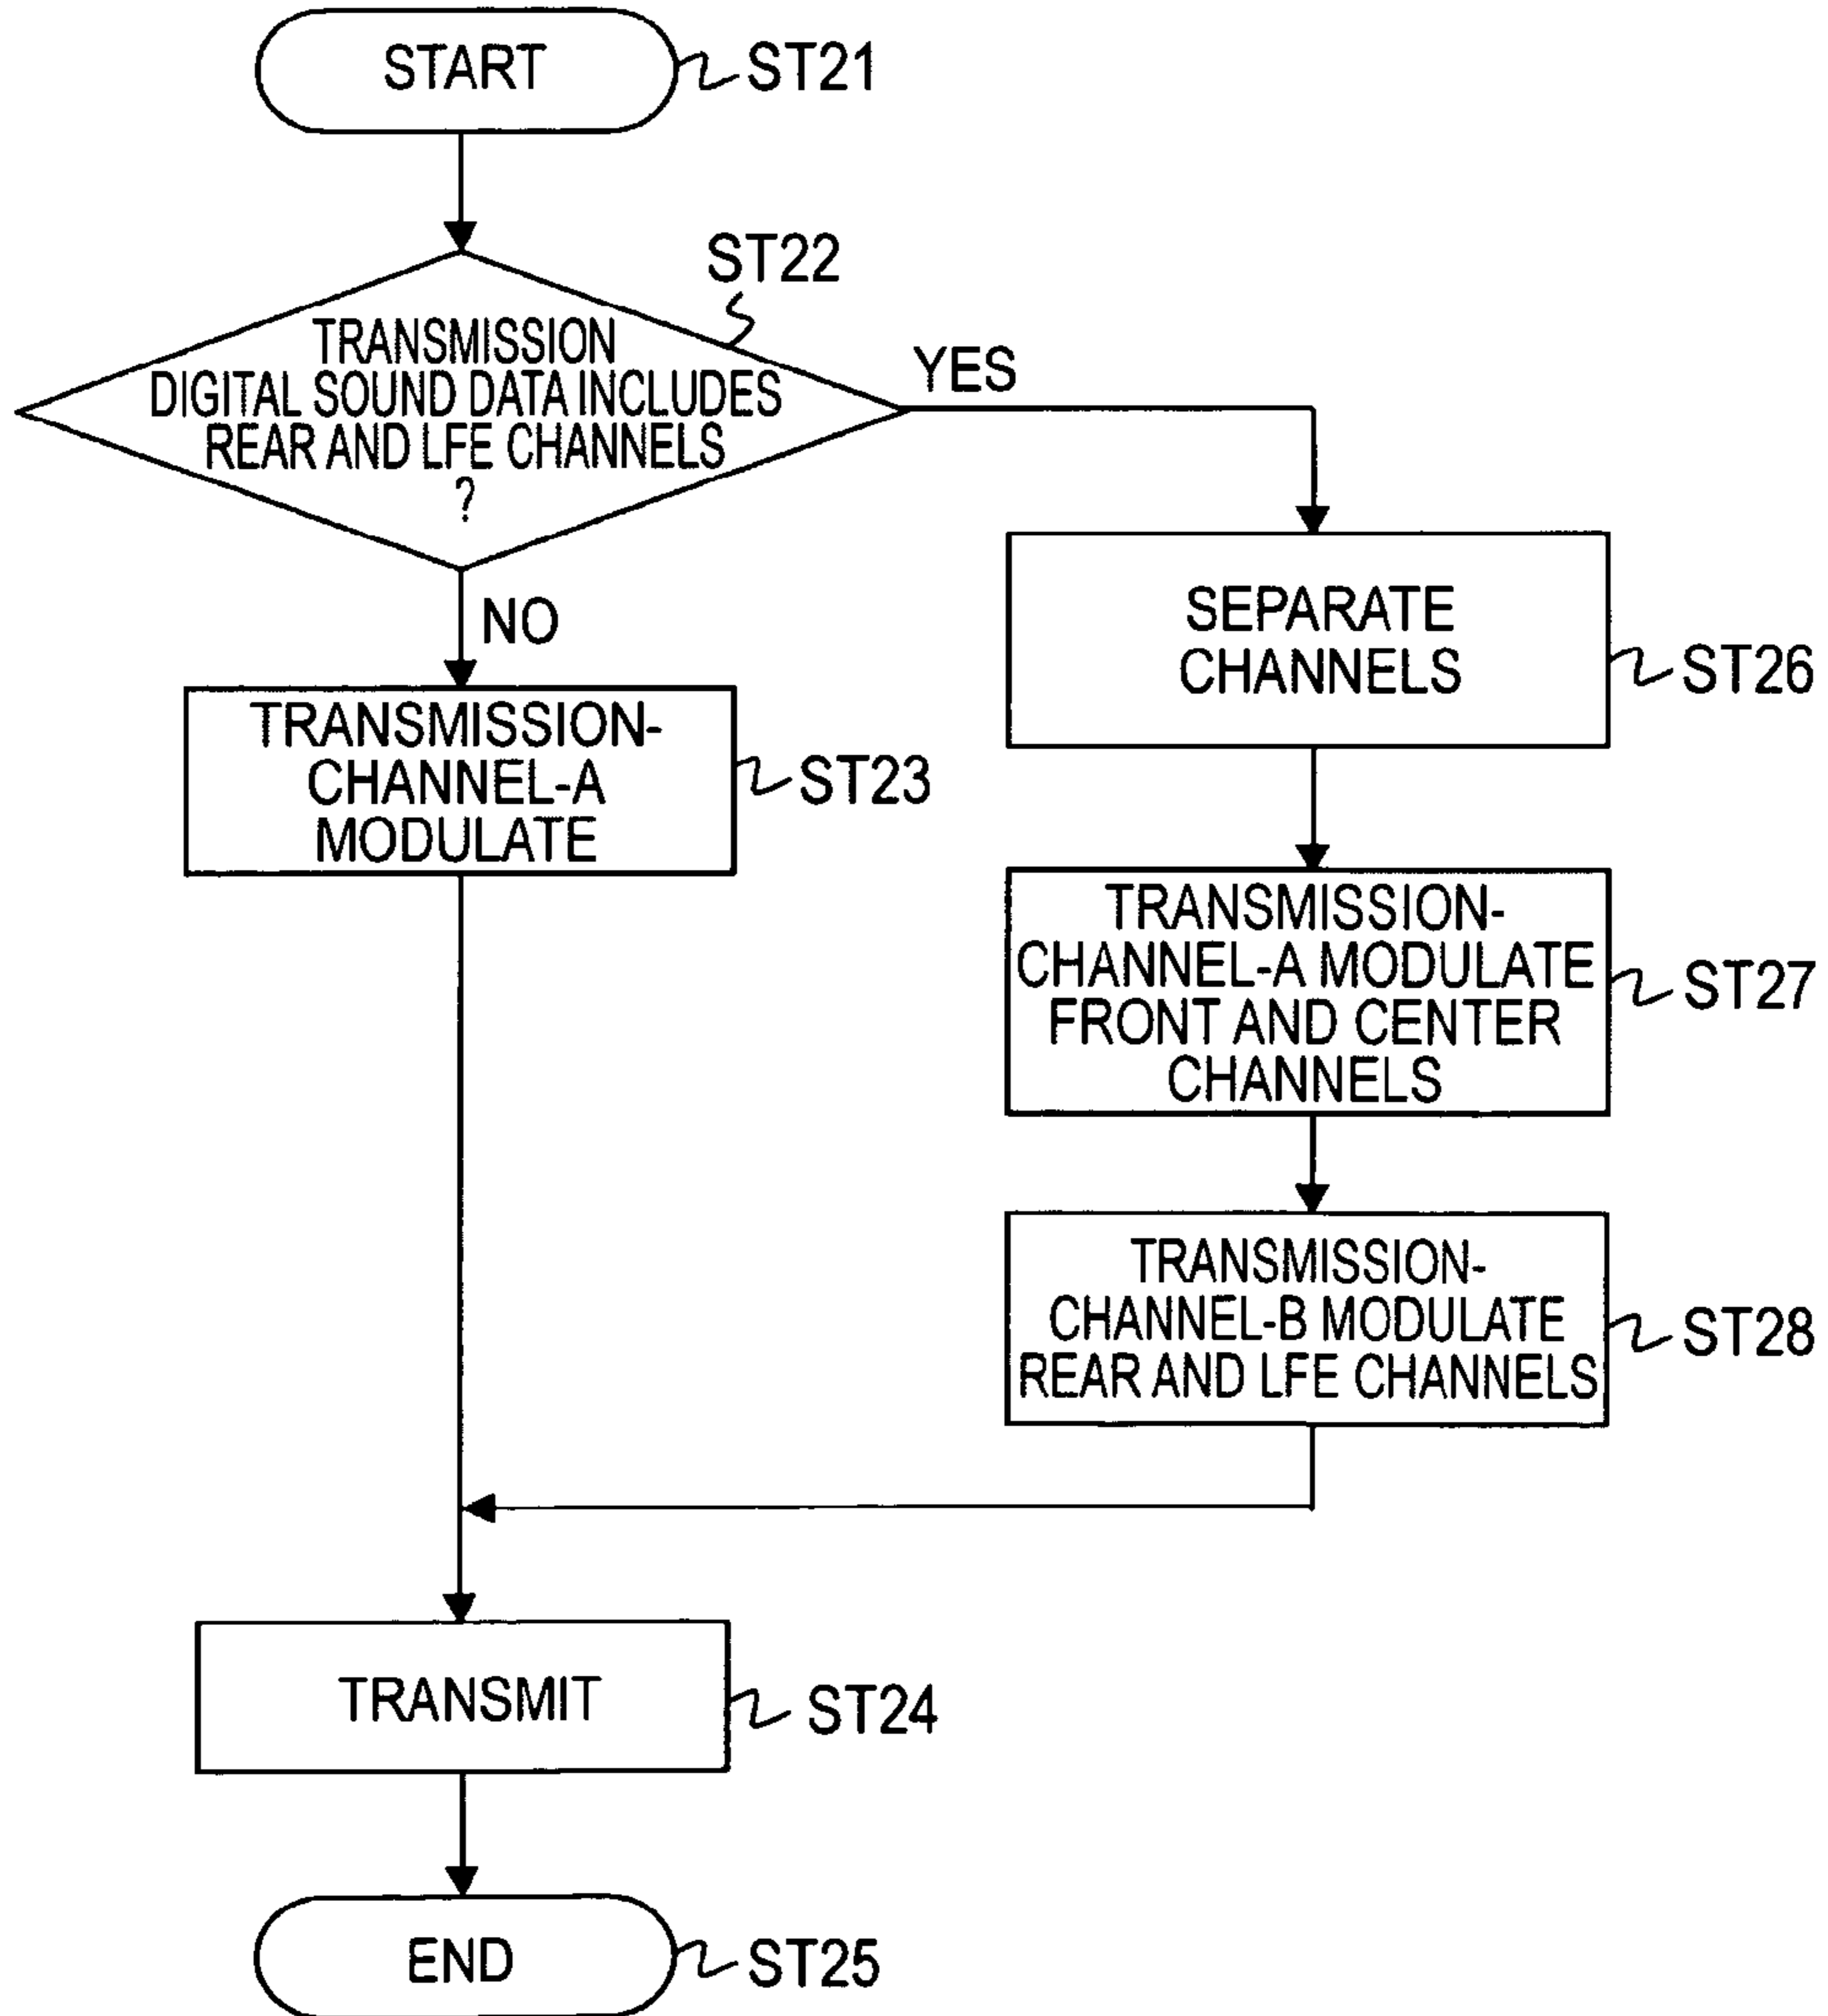 START
ST21
ST22
TRANSMISSION
DIGITAL SOUND DATA INCLUDES
REAR AND LFE CHANNELS
?
YES
NO
TRANSMISSION-
CHANNEL-A
MODULATE
ST23
SEPARATE
CHANNELS
ST26
TRANSMISSION-
CHANNEL-A MODULATE
FRONT AND CENTER
CHANNELS
ST27
TRANSMISSION-
CHANNEL-B MODULATE
REAR AND LFE CHANNELS
ST28
TRANSMIT
ST24
END
ST25